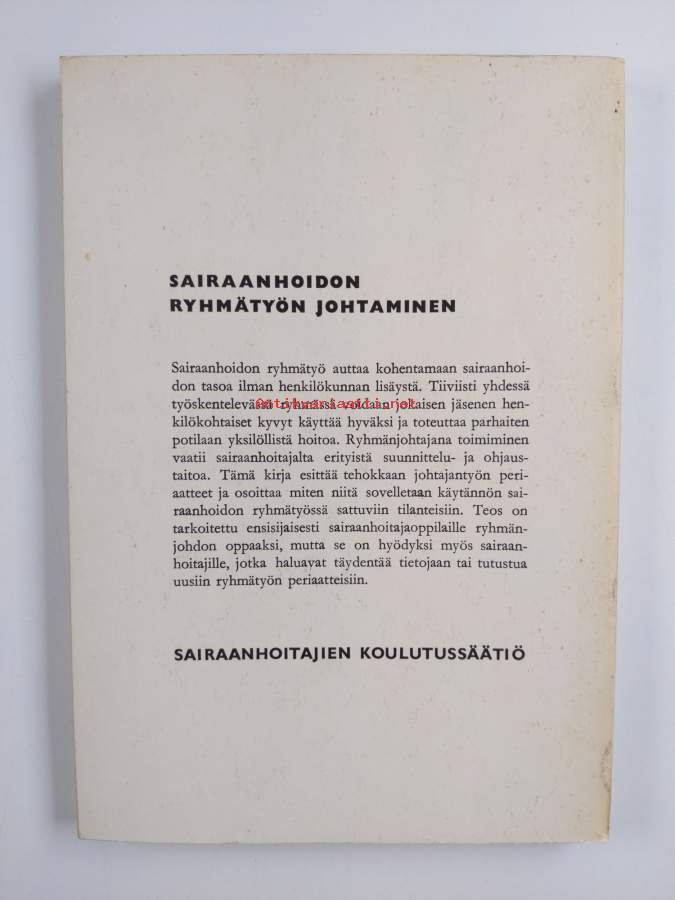 SAIRAANHOIDON
RYHMÄTYÖN JOHTAMINEN
Sairaanhoidon ryhmätyö auttaa kohentamaan sairaanhoi-
don tasoa ilman henkilökunnan lisäystä. Tiiviisti yhdessä
työskentelevässä ryhmässä voidaan jokaisen jäsenen hen-
kilökohtaiset kyvyt käyttää hyväksi ja toteuttaa parhaiten
potilaan yksilöllistä hoitoa. Ryhmänjohtajana toimiminen
vaatii sairaanhoitajalta erityistä suunnittelu- ja ohjaus-
taitoa. Tämä kirja esittää tehokkaan johtajantyön peri-
aatteet ja osoittaa miten niitä sovelletaan käytännön sai-
raanhoidon ryhmätyössä sattuviin tilanteisiin. Teos on
tarkoitettu ensisijaisesti sairaanhoitajaoppilaille ryhmän-
johdon oppaaksi, mutta se on hyödyksi myös sairaan-
hoitajille, jotka haluavat täydentää tietojaan tai tutustua
uusiin ryhmätyön periaatteisiin.
SAIRAANHOITAJIEN KOULUTUSSÄÄTIÖ